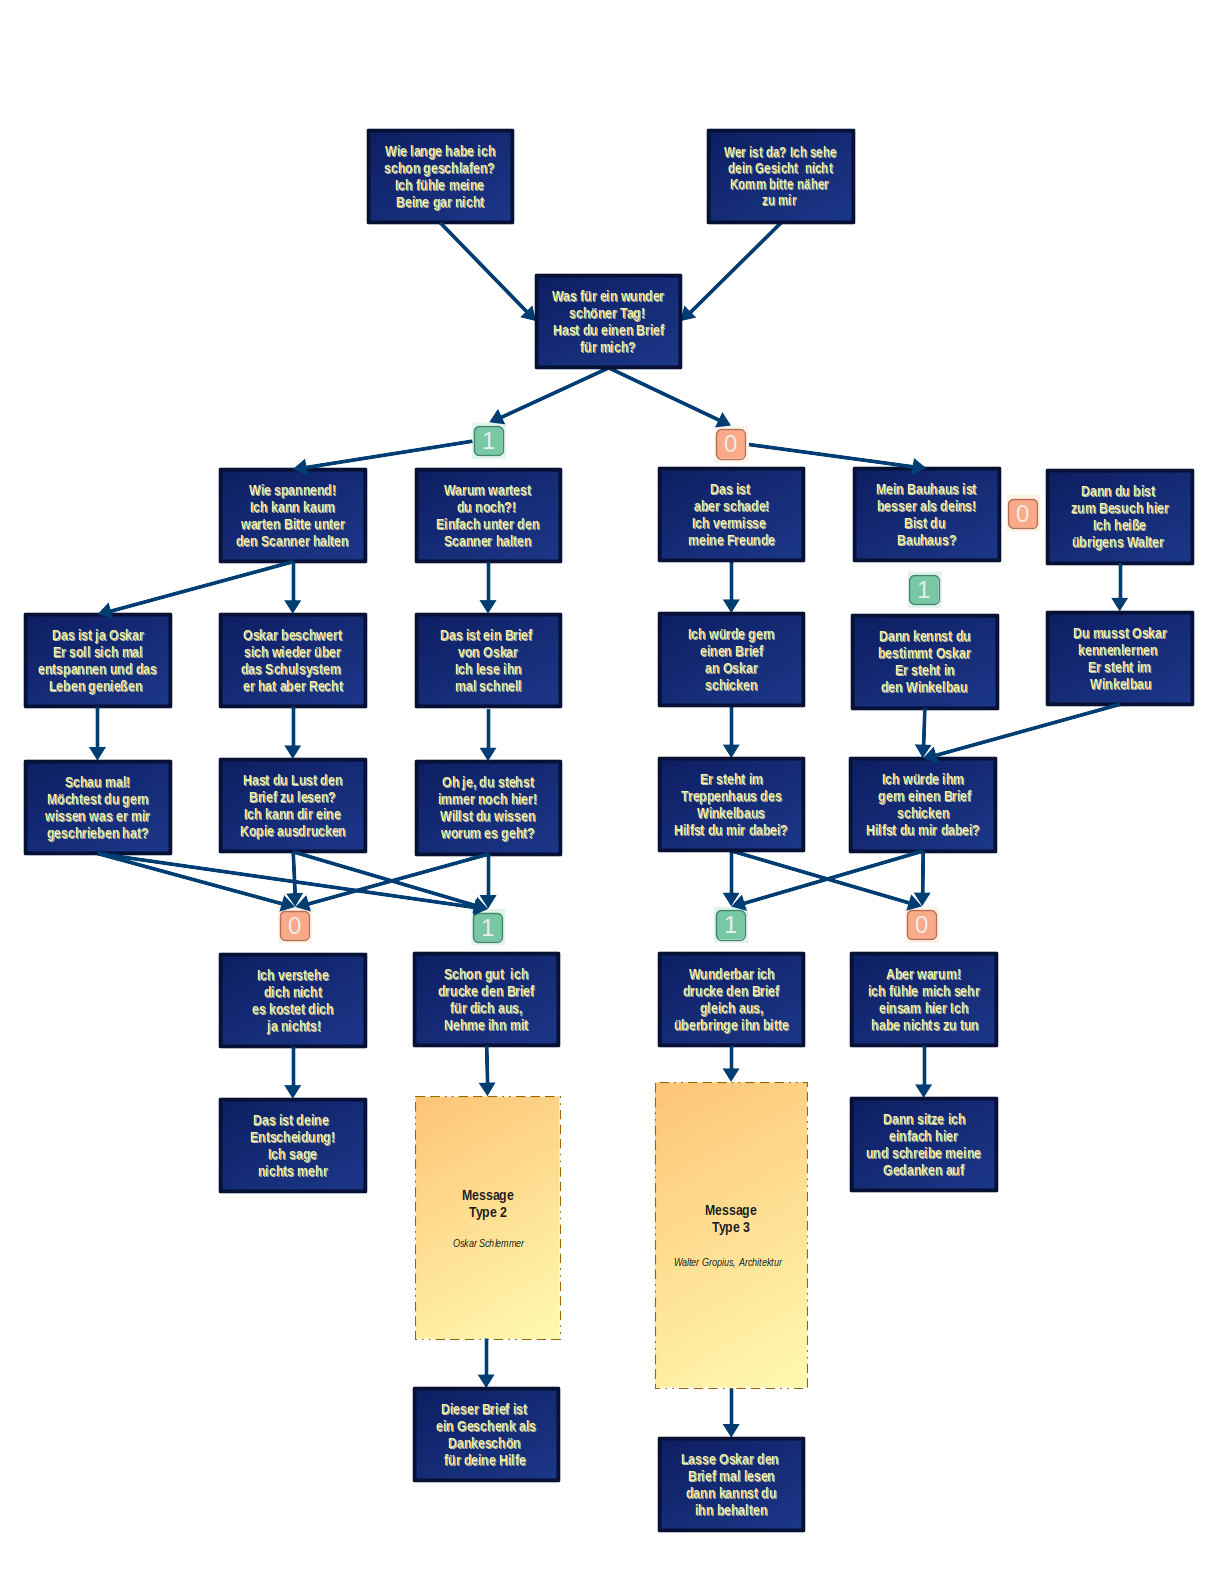 Wie lange habe ich
schon geschlafen?
Ich fühle meine
Beine gar nicht
Wer ist da? Ich sehe
dein Gesicht nicht
Komm bitte näher
zu mir
Was für ein wunder
schöner Tag!
Hast du einen Brief
für mich?
1
0
Wie spannend!
Ich kann kaum
warten Bitte unter
den Scanner halten
Warum wartest
du noch?!
Einfach unter den
Scanner halten
Das ist
aber schade!
Ich vermisse
meine Freunde
Mein Bauhaus ist
besser als deins!
Bist du
Bauhaus?
0
Dann du bist
zum Besuch hier
Ich heiße
übrigens Walter
1
Das ist ja Oskar
Er soll sich mal
entspannen und das
Leben genießen
Oskar beschwert
sich wieder über
das Schulsystem
er hat aber Recht
Das ist ein Brief
von Oskar
Ich lese ihn
mal schnell
Ich würde gern
einen Brief
an Oskar
schicken
Dann kennst du
bestimmt Oskar
Er steht in
den Winkelbau
Du musst Oskar
kennenlernen
Er steht im
Winkelbau
Schau mal!
Möchtest du gern
wissen was er mir
geschrieben hat?
Hast du Lust den
Brief zu lesen?
Ich kann dir eine
Kopie ausdrucken
Oh je, du stehst
immer noch hier!
Willst du wissen
worum es geht?
Er steht im
Treppenhaus des
Winkelbaus
Hilfst du mir dabei?
Ich würde ihm
gern einen Brief
schicken
Hilfst du mir dabei?
0
1
1
0
Ich verstehe
dich nicht
es kostet dich
ja nichts!
Schon gut ich
drucke den Brief
für dich aus,
Nehme ihn mit
Wunderbar ich
drucke den Brief
gleich aus,
überbringe ihn bitte
Aber warum!
ich fühle mich sehr
einsam hier Ich
habe nichts zu tun
Das ist deine
Entscheidung!
Ich sage
nichts mehr
Message
Type 2
Oskar Schlemmer
Message
Type 3
Walter Gropius, Architektur
Dann sitze ich
einfach hier
und schreibe meine
Gedanken auf
Dieser Brief ist
ein Geschenk als
Dankeschön
für deine Hilfe
Lasse Oskar den
Brief mal lesen
dann kannst du
ihn behalten